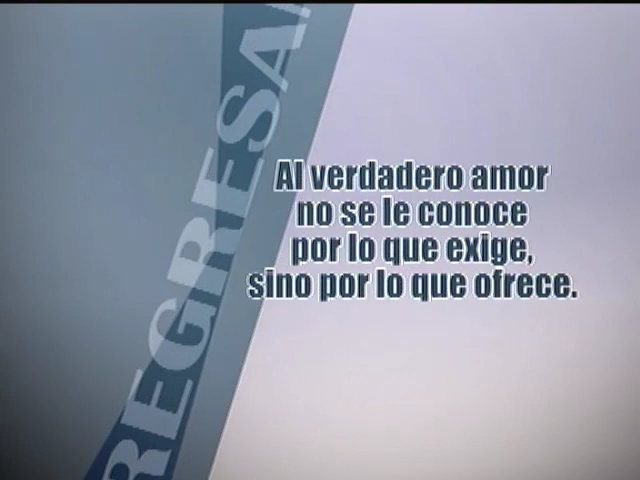 REGRESA
Al verdadero amor
no se le conoce
por lo que exige,
sino por lo que ofrece.